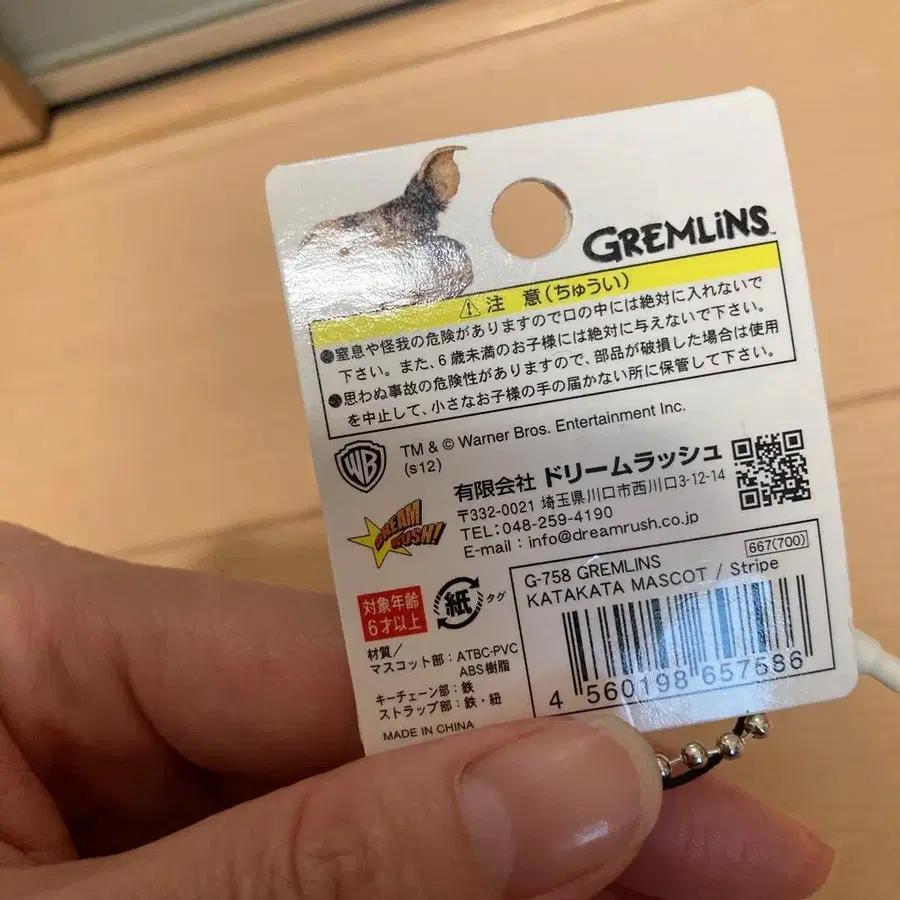 GREMLiNS™
⚠注 意(ちゅうい)
●窒息や怪我の危険がありますので口の中には絶対に入れないで
下さい。また、6歳未満のお子様には絶対に与えないで下さい。
●思わぬ事故の危険性がありますので、部品が破損した場合は使用
を中止して、小さなお子様の手の届かない所に保管して下さい。
WB
TM & © Warner Bros. Entertainment Inc.
(s12)
DREAM
RUSH!
有限会社 ドリームラッシュ
〒332-0021 埼玉県川口市西川口3-12-14
TEL:048-259-4190
E-mail : info@dreamrush.co.jp
対象年齢
6才以上
紙 タグ
材質/
マスコット部:ATBC-PVC
ABS樹脂
キーチェーン部:鉄
ストラップ部:鉄・紐
MADE IN CHINA
667(700)
G-758 GREMLINS
KATAKATA MASCOT / Stripe
4 560198 657586